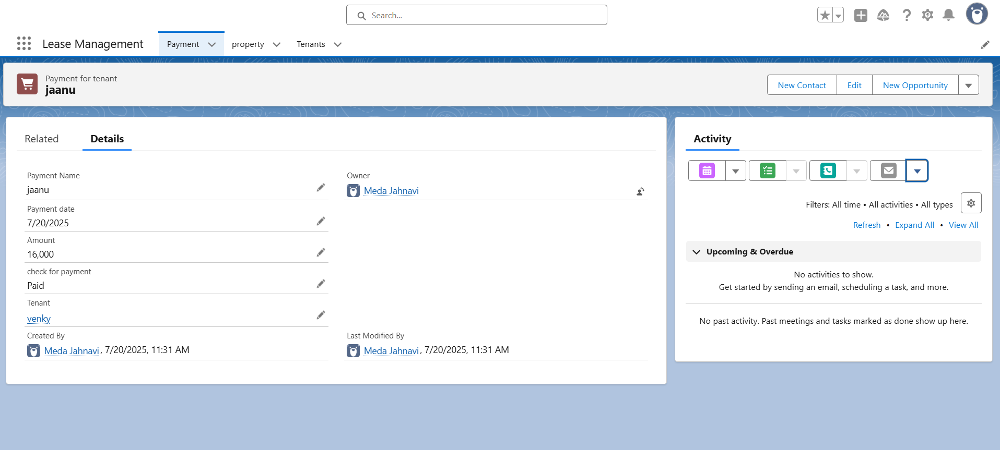 Search...
Lease Management
Payment
property
Tenants
Payment for tenant
jaanu
New Contact
Edit
New Opportunity
Related
Details
Payment Name
jaanu
Owner
Meda Jahnavi
Payment date
7/20/2025
Amount
16,000
check for payment
Paid
Tenant
venky
Created By
Meda Jahnavi, 7/20/2025, 11:31 AM
Last Modified By
Meda Jahnavi, 7/20/2025, 11:31 AM
Activity
Filters: All time • All activities • All types
Refresh • Expand All • View All
Upcoming & Overdue
No activities to show.
Get started by sending an email, scheduling a task, and more.
No past activity. Past meetings and tasks marked as done show up here.